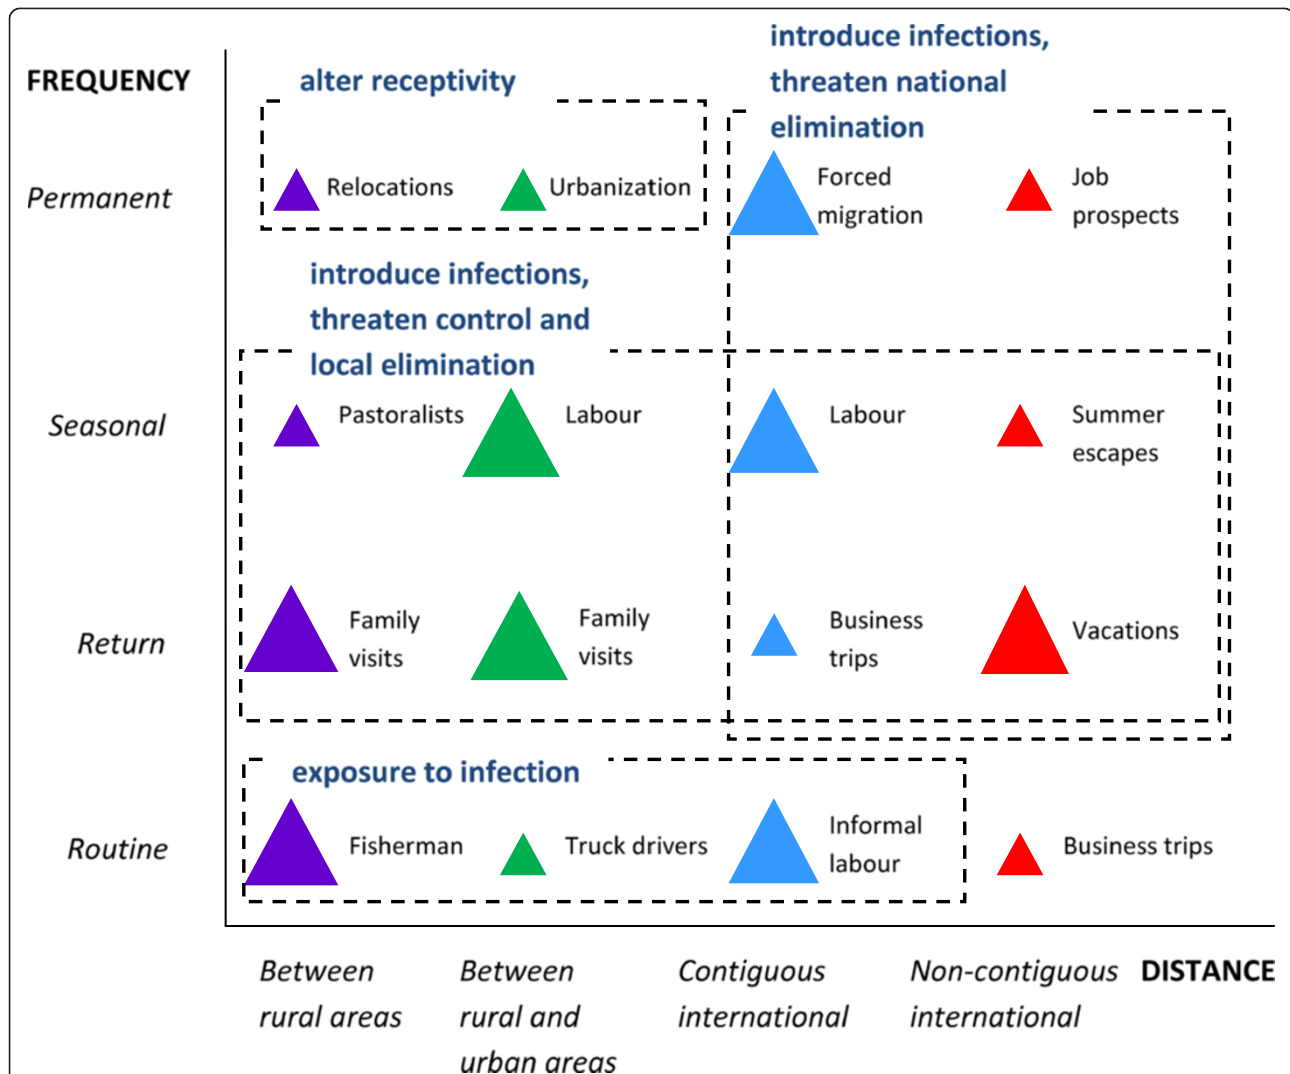 introduce infections,
threaten national
elimination
FREQUENCY
alter receptivity
Permanent
Relocations
Urbanization
Forced
migration
Job
prospects
introduce infections,
threaten control and
local elimination
Seasonal
Pastoralists
Labour
Labour
Summer
escapes
Return
Family
visits
Family
visits
Business
trips
Vacations
exposure to infection
Routine
Fisherman
Truck drivers
Informal
labour
Business trips
Between
rural areas
Between
rural and
urban areas
Contiguous
international
Non-contiguous
international
DISTANCE